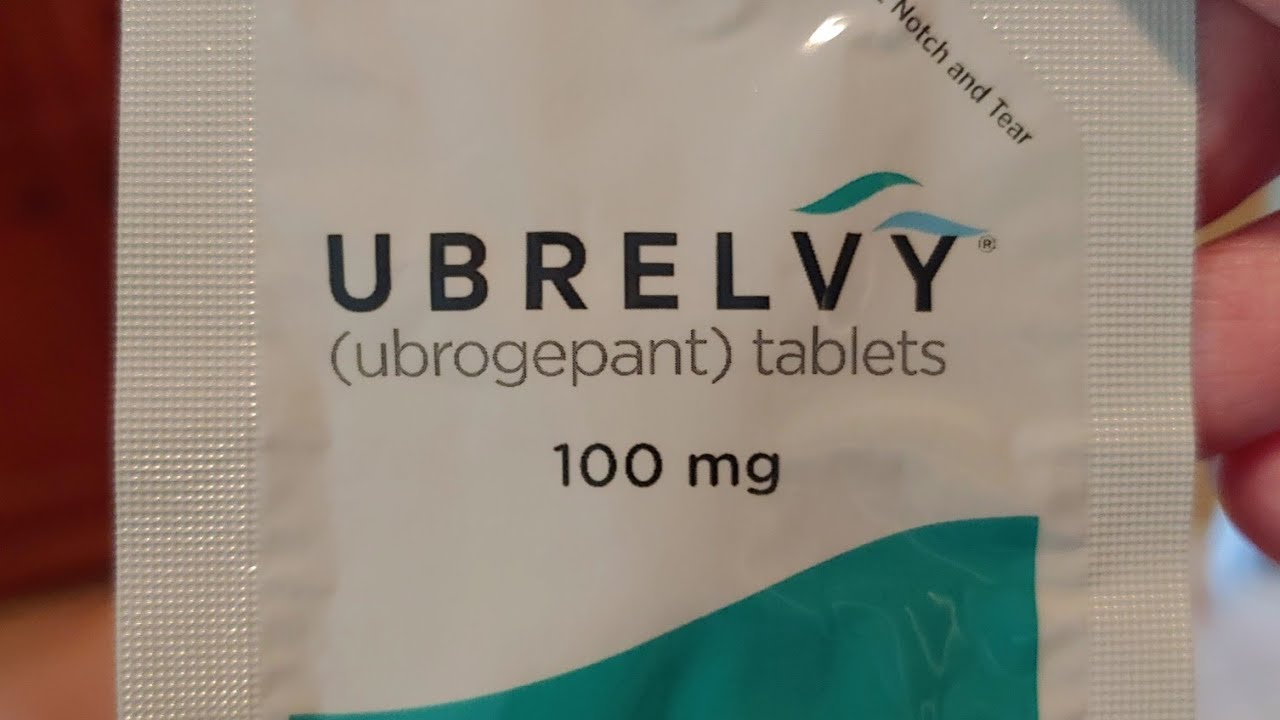 Notch and Tear
UBRELVY®
(ubrogepant) tablets
100 mg